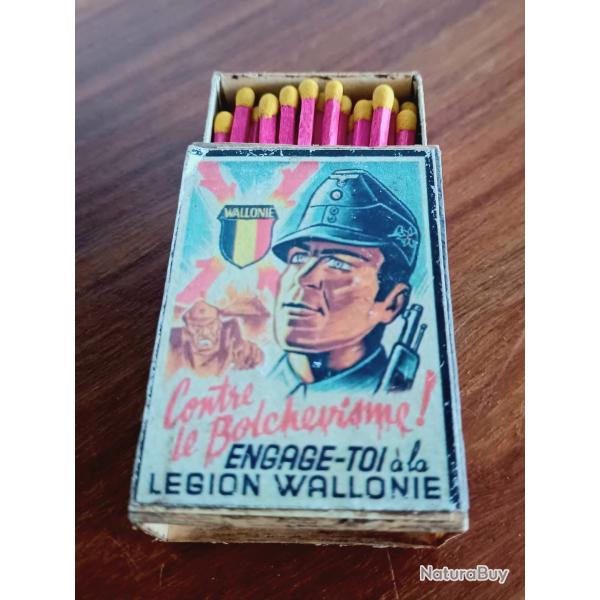 WALLONIE
Contre
le Bolchevisme!
ENGAGE-TOI à la
LEGION WALLONIE
NaturaBuy